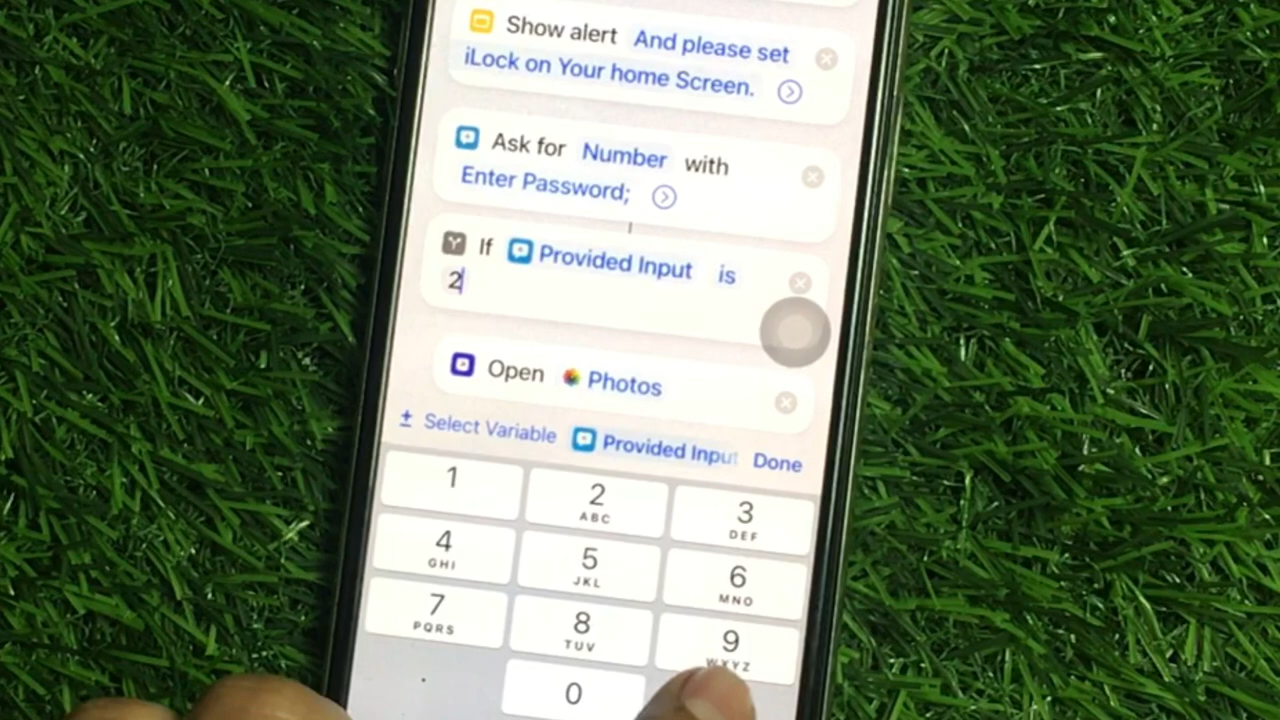 Show alert And please set
iLock on Your home Screen.
Ask for Number with
Enter Password;
If Provided Input is
2
Open Photos
Select Variable Provided Input Done
1
2
ABC
3
DEF
4
GHI
5
JKL
6
MNO
7
PQRS
8
TUV
9
WXYZ
.
0